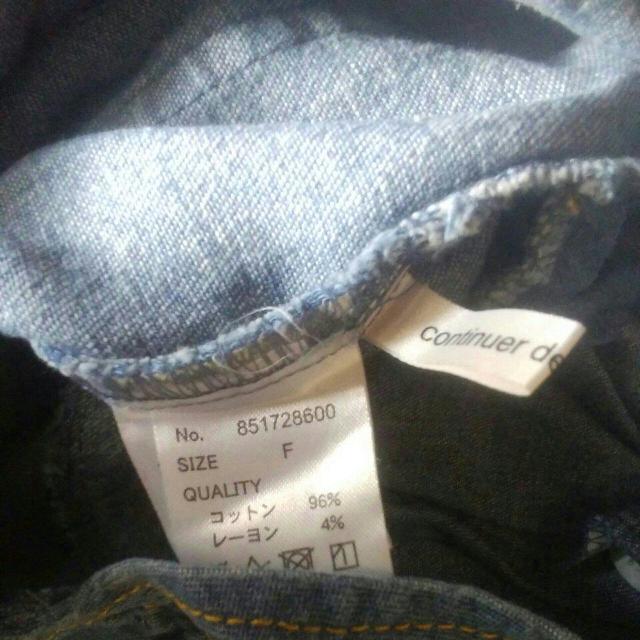 continuer de
No. 851728600
SIZE F
QUALITY
コットン 96%
レーヨン 4%